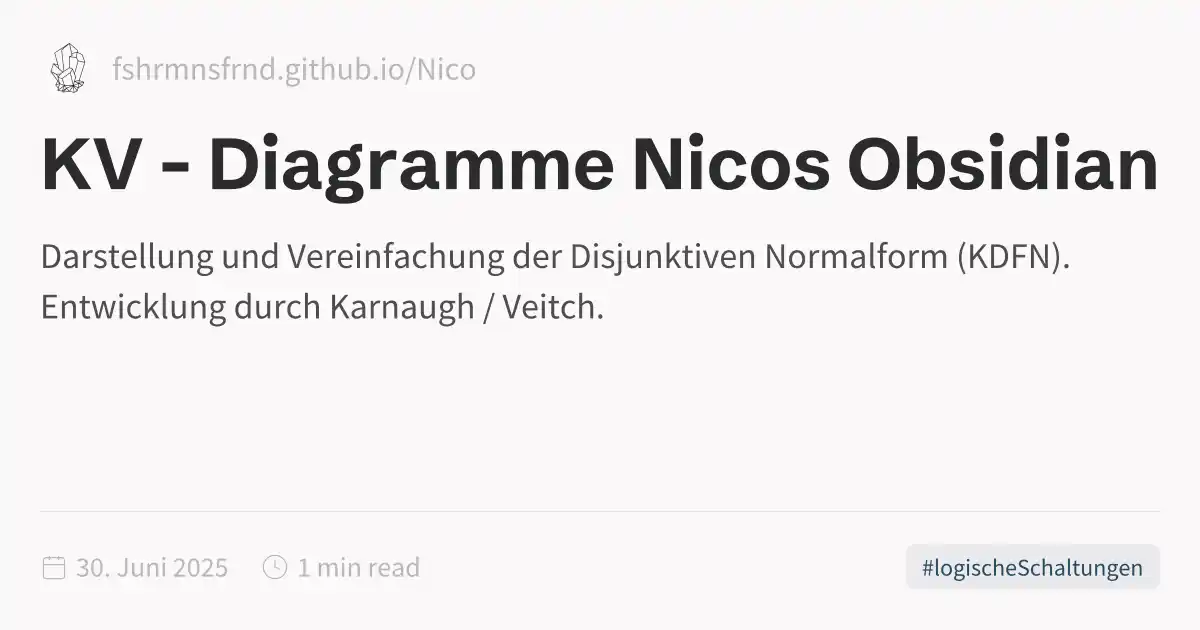 fshrmnsfrnd.github.io/Nico
KV - Diagramme Nicos Obsidian
Darstellung und Vereinfachung der Disjunktiven Normalform (KDFN).
Entwicklung durch Karnaugh / Veitch.
30. Juni 2025 1 min read #logischeSchaltungen